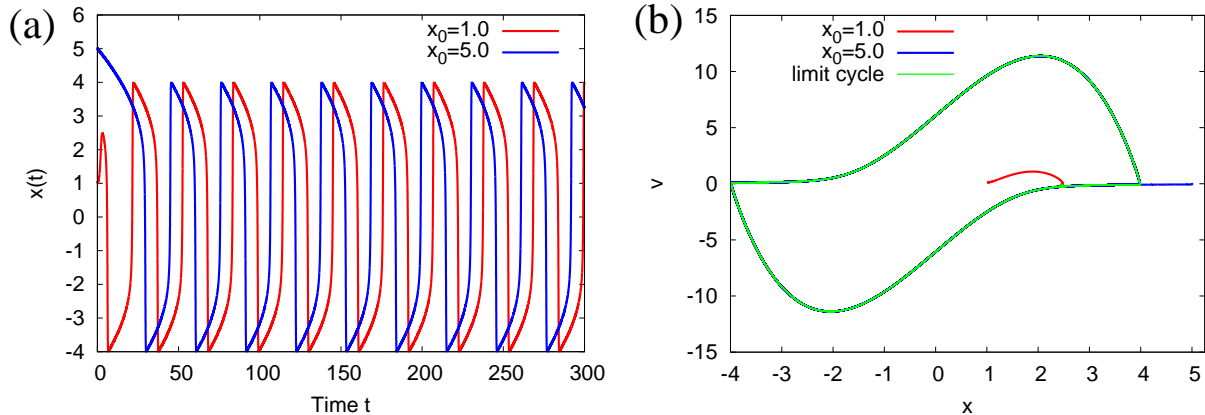 (a)
x₀=1.0
x₀=5.0
6
5
4
3
2
1
0
-1
-2
-3
-4
x(t)
0 50 100 150 200 250 300
Time t
(b)
x₀=1.0
x₀=5.0
limit cycle
15
10
5
0
-5
-10
-15
v
-4 -3 -2 -1 0 1 2 3 4 5
x